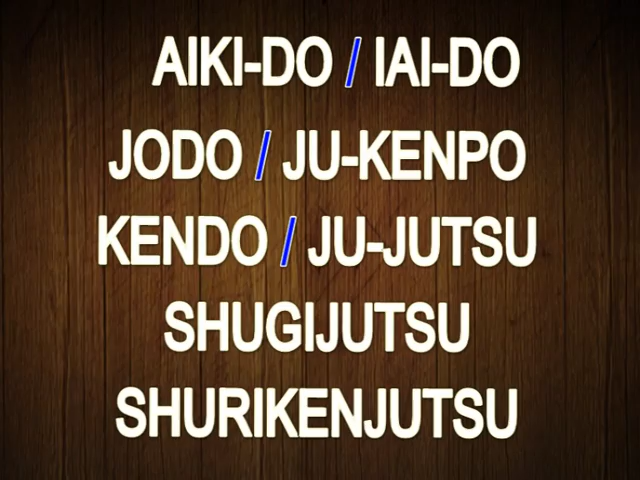 AIKI-DO / IAI-DO
JODO / JU-KENPO
KENDO / JU-JUTSU
SHUGIJUTSU
SHURIKENJUTSU